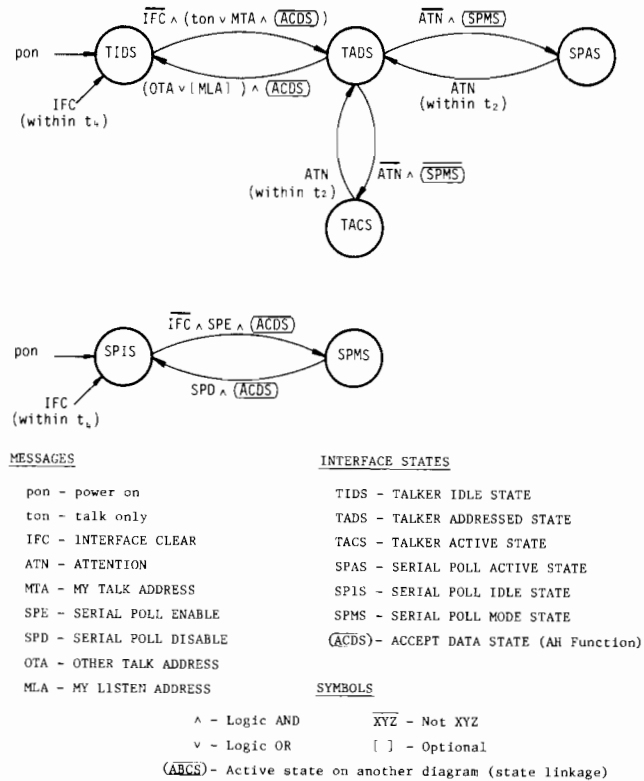 IFC ∧ (ton ∨ MTA ∧ (ACDS))
ATN ∧ (SPMS)
pon
TIDS
TADS
SPAS
(OTA ∨ [MLA] ) ∧ (ACDS)
ATN
(within t2)
IFC
(within t4)
ATN
(within t2)
ATN ∧ (SPMS)
TACS
IFC ∧ SPE ∧ (ACDS)
pon
SPIS
SPMS
SPD ∧ (ACDS)
IFC
(within t4)
MESSAGES
pon - power on
ton - talk only
IFC - INTERFACE CLEAR
ATN - ATTENTION
MTA - MY TALK ADDRESS
SPE - SERIAL POLL ENABLE
SPD - SERIAL POLL DISABLE
OTA - OTHER TALK ADDRESS
MLA - MY LISTEN ADDRESS
INTERFACE STATES
TIDS - TALKER IDLE STATE
TADS - TALKER ADDRESSED STATE
TACS - TALKER ACTIVE STATE
SPAS - SERIAL POLL ACTIVE STATE
SPIS - SERIAL POLL IDLE STATE
SPMS - SERIAL POLL MODE STATE
(ACDS)- ACCEPT DATA STATE (AH Function)
SYMBOLS
∧ - Logic AND
XYZ - Not XYZ
∨ - Logic OR
[ ] - Optional
(ABCS)- Active state on another diagram (state linkage)